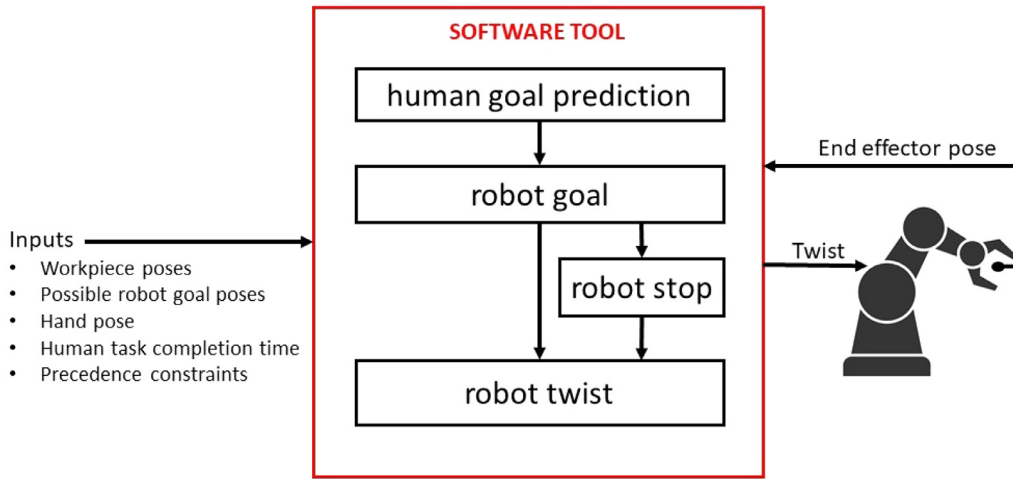 SOFTWARE TOOL
human goal prediction
robot goal
robot stop
robot twist
Inputs
• Workpiece poses
• Possible robot goal poses
• Hand pose
• Human task completion time
• Precedence constraints
End effector pose
Twist